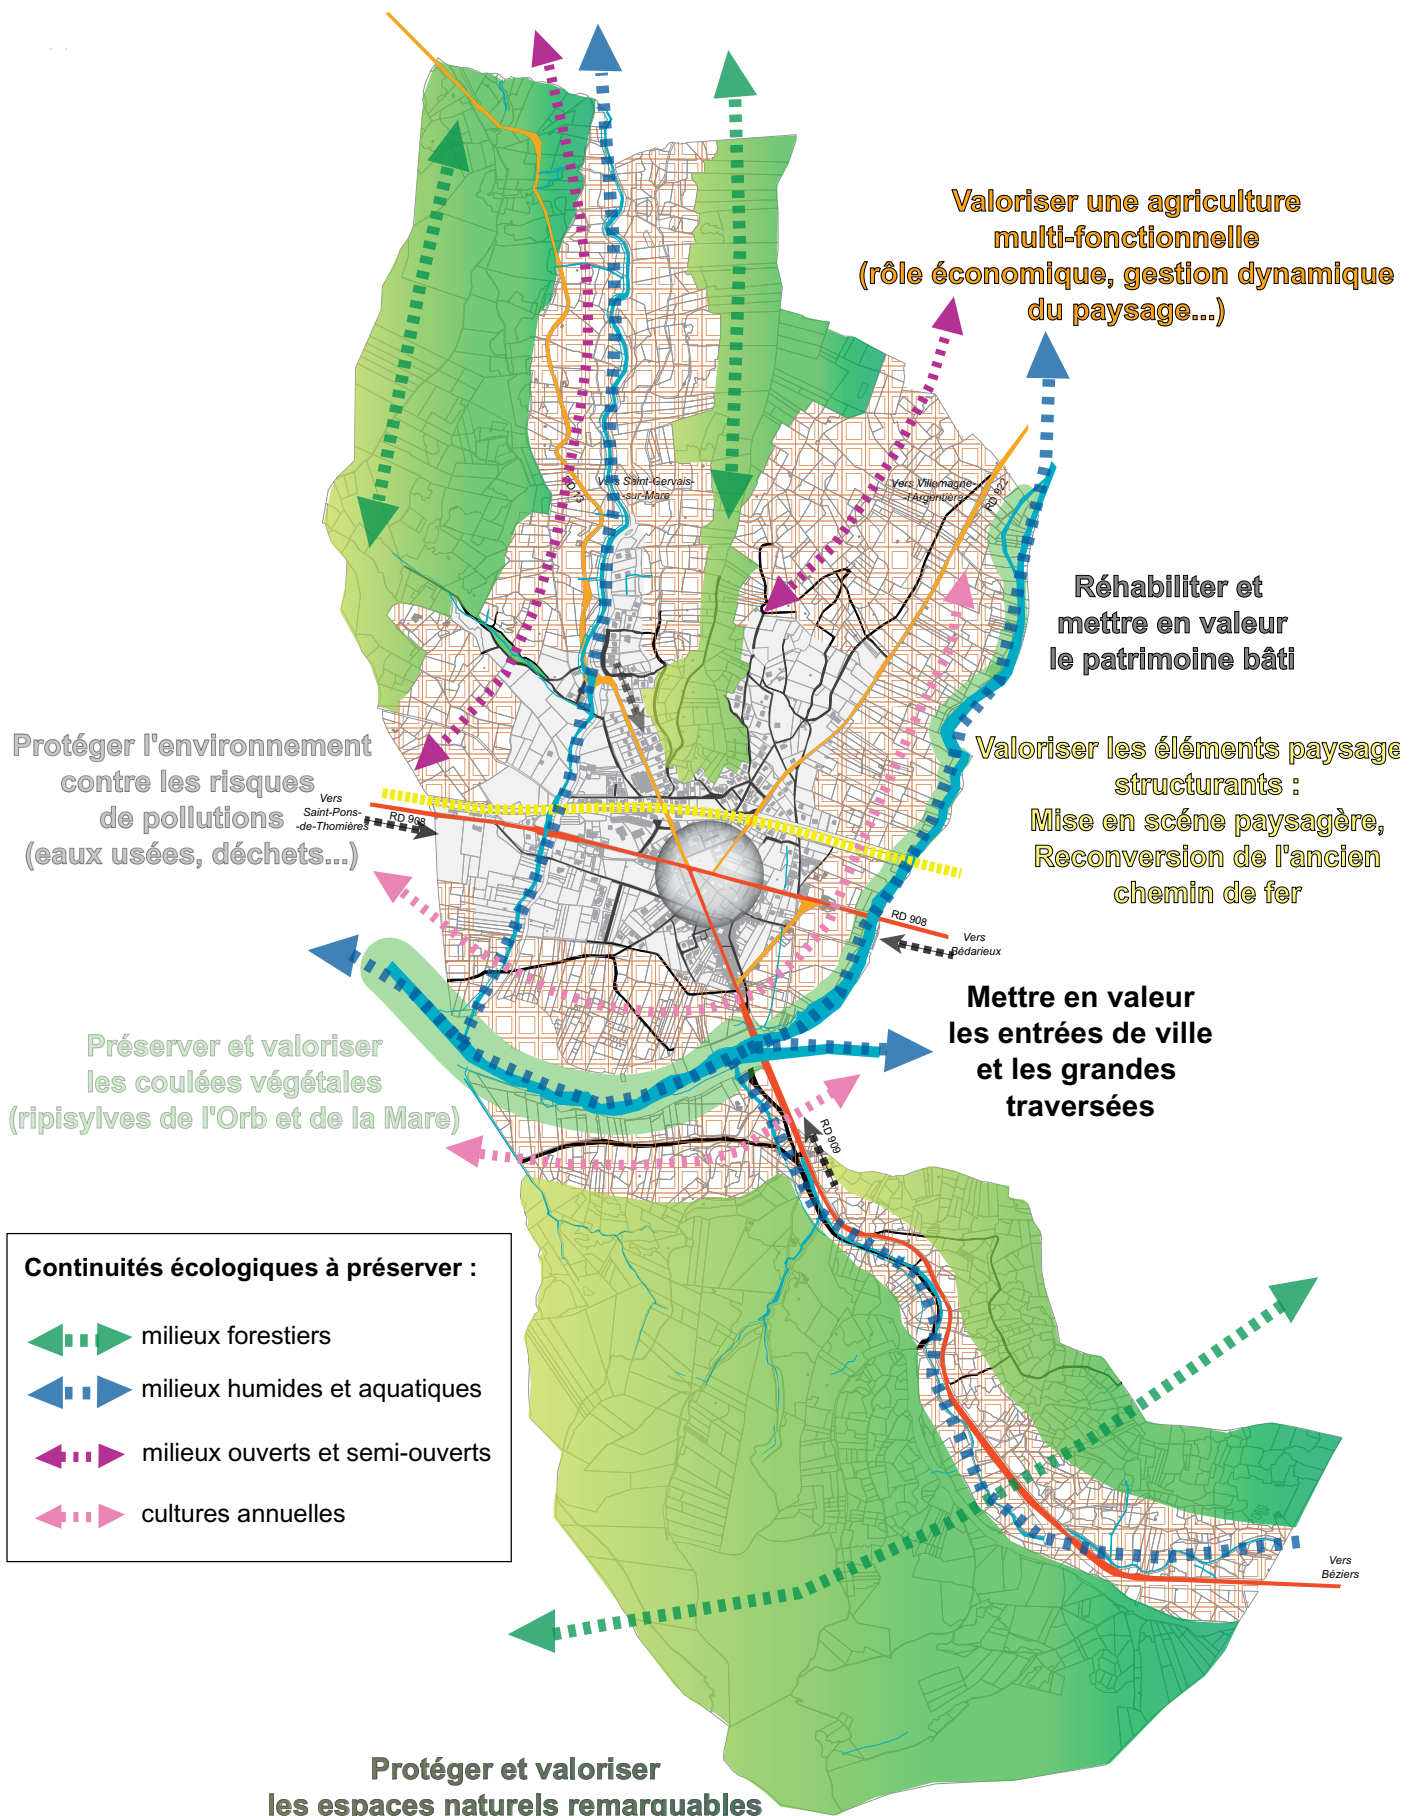 Valoriser une agriculture
multi-fonctionnelle
(rôle économique, gestion dynamique
du paysage...)
Vers Saint-Gervais-
-sur-Mare
RD 13
Vers Villemagne-
-l'Argentière
RD 922
Réhabiliter et
mettre en valeur
le patrimoine bâti
Protéger l'environnement
contre les risques
de pollutions
(eaux usées, déchets...)
Vers
Saint-Pons-
-de-Thomières
RD 908
Valoriser les éléments paysage
structurants :
Mise en scéne paysagère,
Reconversion de l'ancien
chemin de fer
RD 908
Vers
Bédarieux
Mettre en valeur
les entrées de ville
et les grandes
traversées
Préserver et valoriser
les coulées végétales
(ripisylves de l'Orb et de la Mare)
RD 909
Continuités écologiques à préserver :
milieux forestiers
milieux humides et aquatiques
milieux ouverts et semi-ouverts
cultures annuelles
Vers
Béziers
Protéger et valoriser
les espaces naturels remarquables